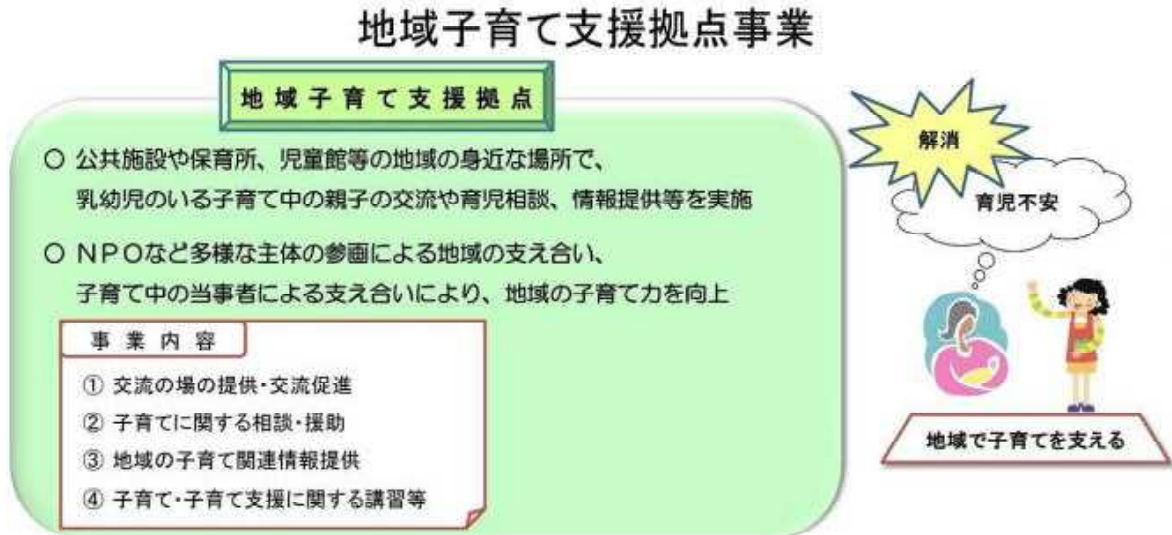 地域子育て支援拠点事業
地域子育て支援拠点
○ 公共施設や保育所、児童館等の地域の身近な場所で、
乳幼児のいる子育て中の親子の交流や育児相談、情報提供等を実施
○ NPOなど多様な主体の参画による地域の支え合い、
子育て中の当事者による支え合いにより、地域の子育て力を向上
事業内容
① 交流の場の提供・交流促進
② 子育てに関する相談・援助
③ 地域の子育て関連情報提供
④ 子育て・子育て支援に関する講習等
解消
育児不安
地域で子育てを支える